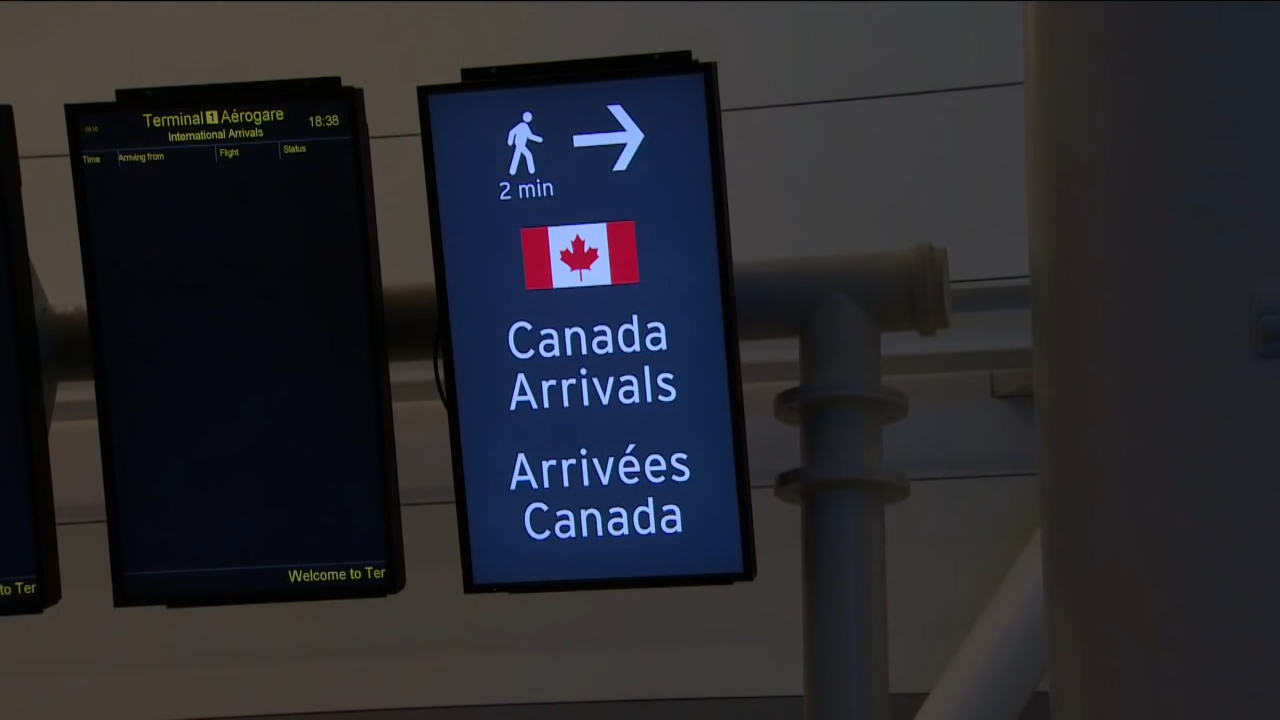 Terminal 1 Aérogare
18:38
International Arrivals
Time Arriving from Flight Status
Welcome to Ter
to Ter
2 min
Canada
Arrivals
Arrivées
Canada